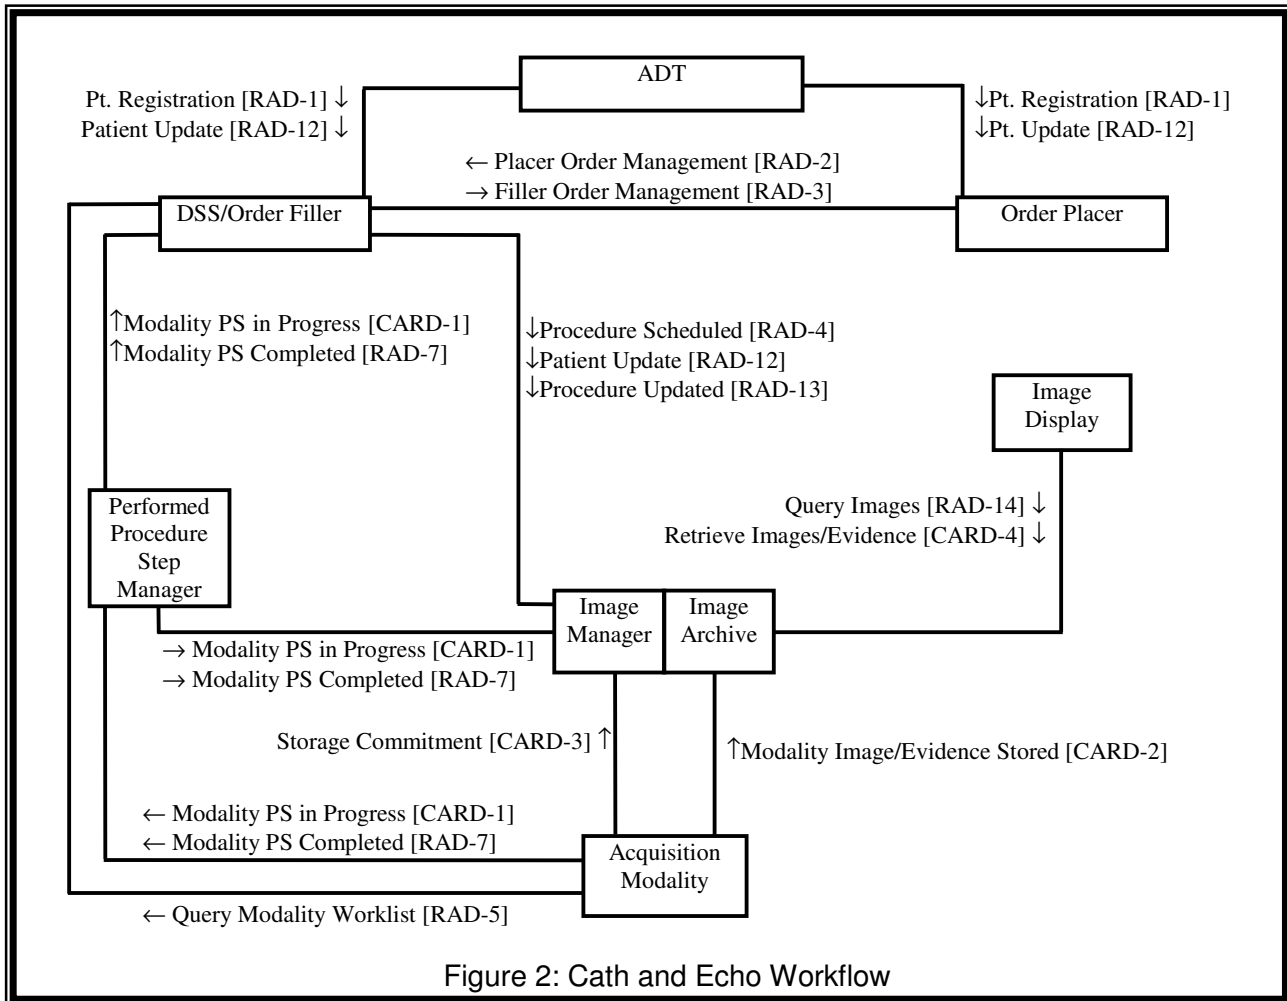 ADT
Pt. Registration [RAD-1] ↓
Patient Update [RAD-12] ↓
↓Pt. Registration [RAD-1]
↓Pt. Update [RAD-12]
← Placer Order Management [RAD-2]
→ Filler Order Management [RAD-3]
DSS/Order Filler
Order Placer
↑Modality PS in Progress [CARD-1]
↑Modality PS Completed [RAD-7]
↓Procedure Scheduled [RAD-4]
↓Patient Update [RAD-12]
↓Procedure Updated [RAD-13]
Image
Display
Performed
Procedure
Step
Manager
Query Images [RAD-14] ↓
Retrieve Images/Evidence [CARD-4] ↓
Image
Manager
Image
Archive
→ Modality PS in Progress [CARD-1]
→ Modality PS Completed [RAD-7]
Storage Commitment [CARD-3] ↑
↑Modality Image/Evidence Stored [CARD-2]
← Modality PS in Progress [CARD-1]
← Modality PS Completed [RAD-7]
Acquisition
Modality
← Query Modality Worklist [RAD-5]
Figure 2: Cath and Echo Workflow